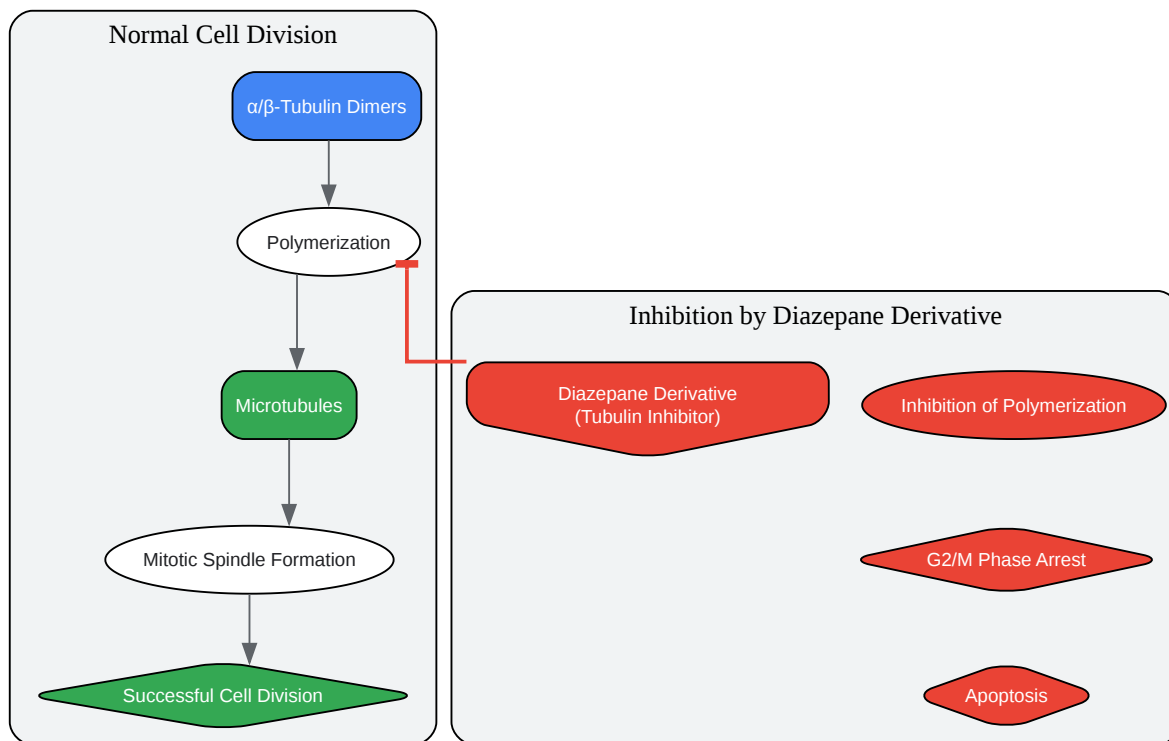 Normal Cell Division
α/β-Tubulin Dimers
Polymerization
Microtubules
Mitotic Spindle Formation
Successful Cell Division
Inhibition by Diazepane Derivative
Diazepane Derivative
(Tubulin Inhibitor)
Inhibition of Polymerization
G2/M Phase Arrest
Apoptosis